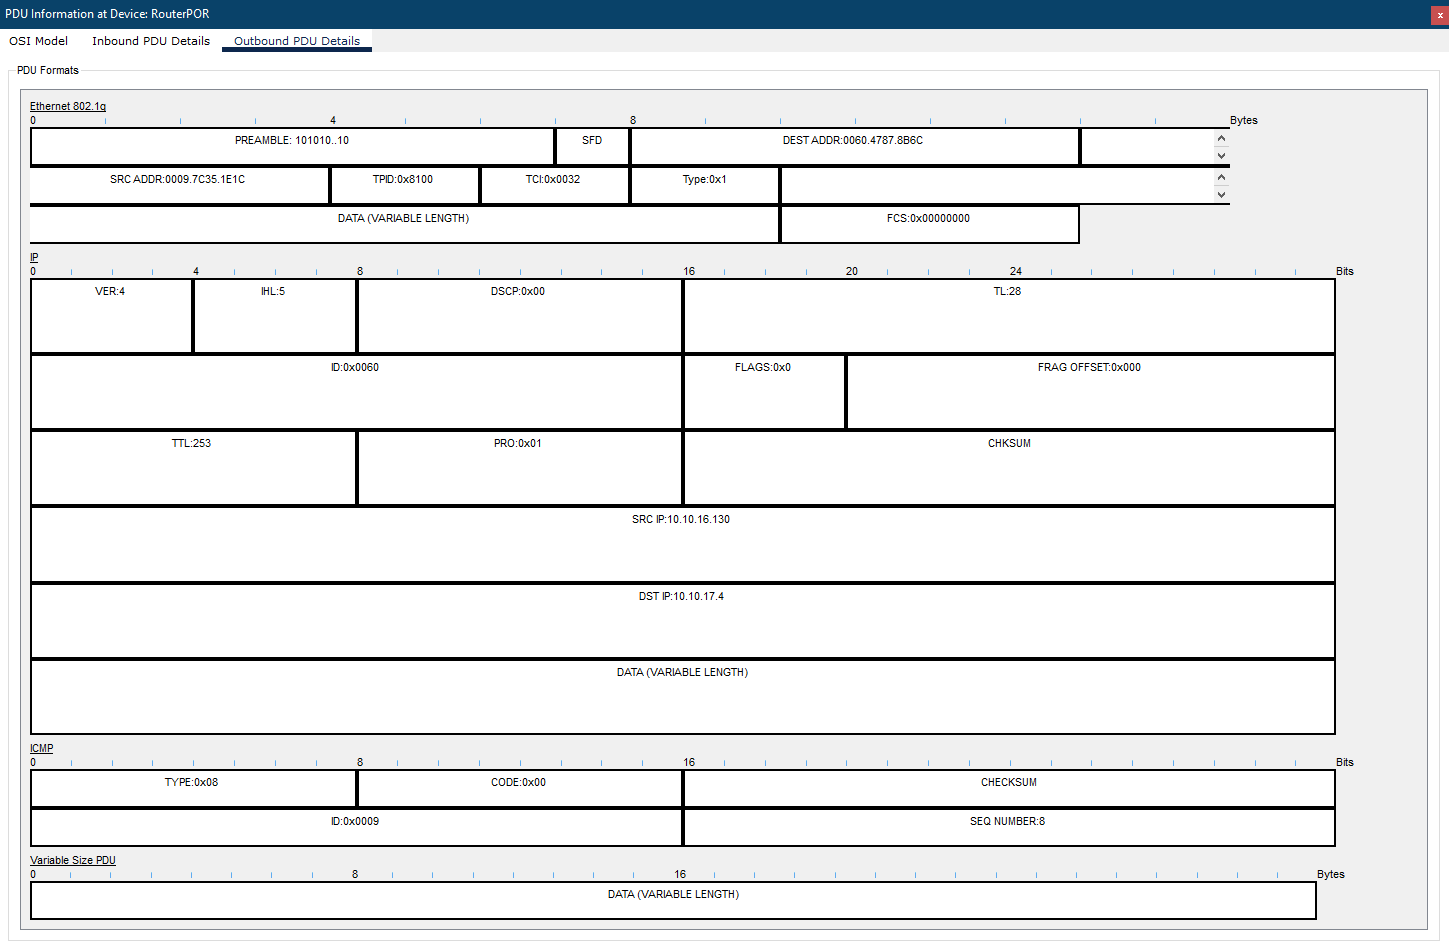 PDU Information at Device: RouterPOR
x
OSI Model Inbound PDU Details Outbound PDU Details
PDU Formats
Ethernet 802.1q
0 4 8 Bytes
PREAMBLE: 101010..10 SFD DEST ADDR:0060.4787.8B6C
SRC ADDR:0009.7C35.1E1C TPID:0x8100 TCI:0x0032 Type:0x1
DATA (VARIABLE LENGTH) FCS:0x00000000
IP
0 4 8 16 20 24 Bits
VER:4 IHL:5 DSCP:0x00 TL:28
ID:0x0060 FLAGS:0x0 FRAG OFFSET:0x000
TTL:253 PRO:0x01 CHKSUM
SRC IP:10.10.16.130
DST IP:10.10.17.4
DATA (VARIABLE LENGTH)
ICMP
0 8 16 Bits
TYPE:0x08 CODE:0x00 CHECKSUM
ID:0x0009 SEQ NUMBER:8
Variable Size PDU
0 8 16 Bytes
DATA (VARIABLE LENGTH)